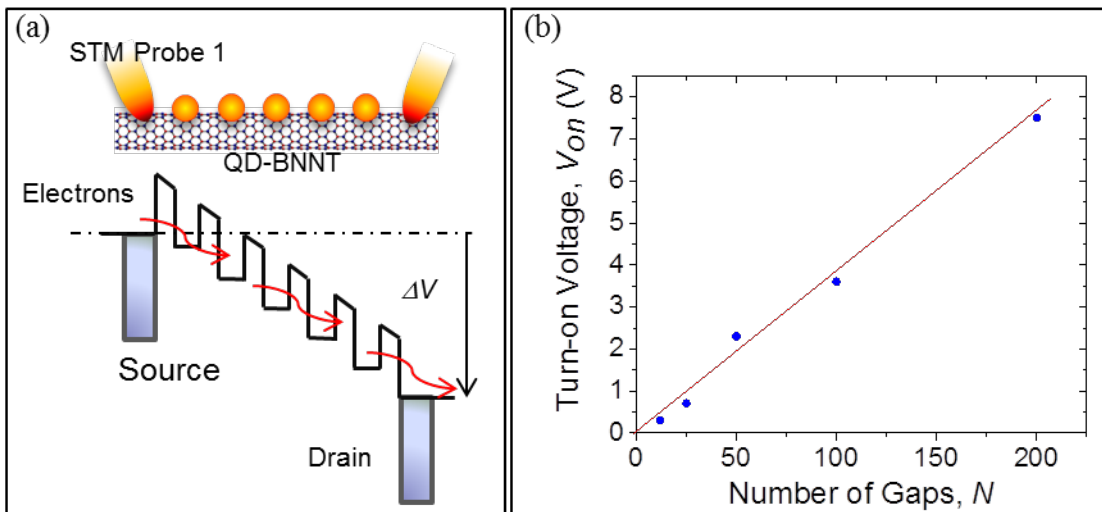 (a)
STM Probe 1
QD-BNNT
Electrons
ΔV
Source
Drain
(b)
Turn-on Voltage, Von (V)
8
7
6
5
4
3
2
1
0
0 50 100 150 200
Number of Gaps, N